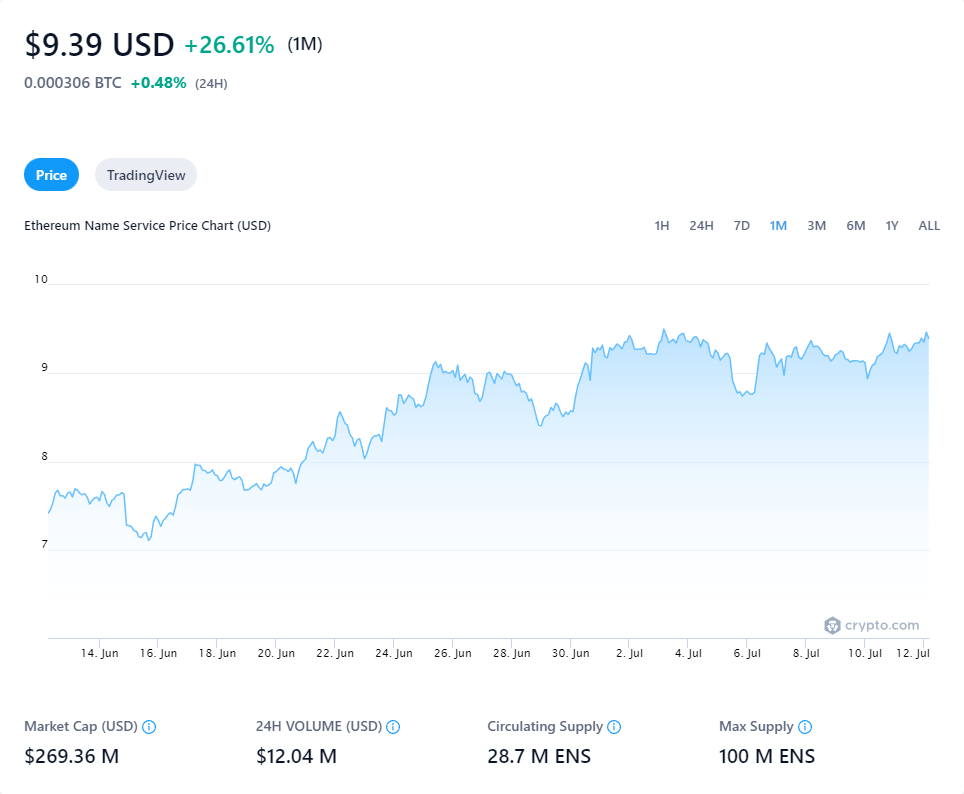 $9.39 USD +26.61% (1M)
0.000306 BTC +0.48% (24H)
Price TradingView
Ethereum Name Service Price Chart (USD) 1H 24H 7D 1M 3M 6M 1Y ALL
10
9
8
7
crypto.com
14. Jun 16. Jun 18. Jun 20. Jun 22. Jun 24. Jun 26. Jun 28. Jun 30. Jun 2. Jul 4. Jul 6. Jul 8. Jul 10. Jul 12. Jul
Market Cap (USD) 24H VOLUME (USD) Circulating Supply Max Supply
$269.36 M $12.04 M 28.7 M ENS 100 M ENS